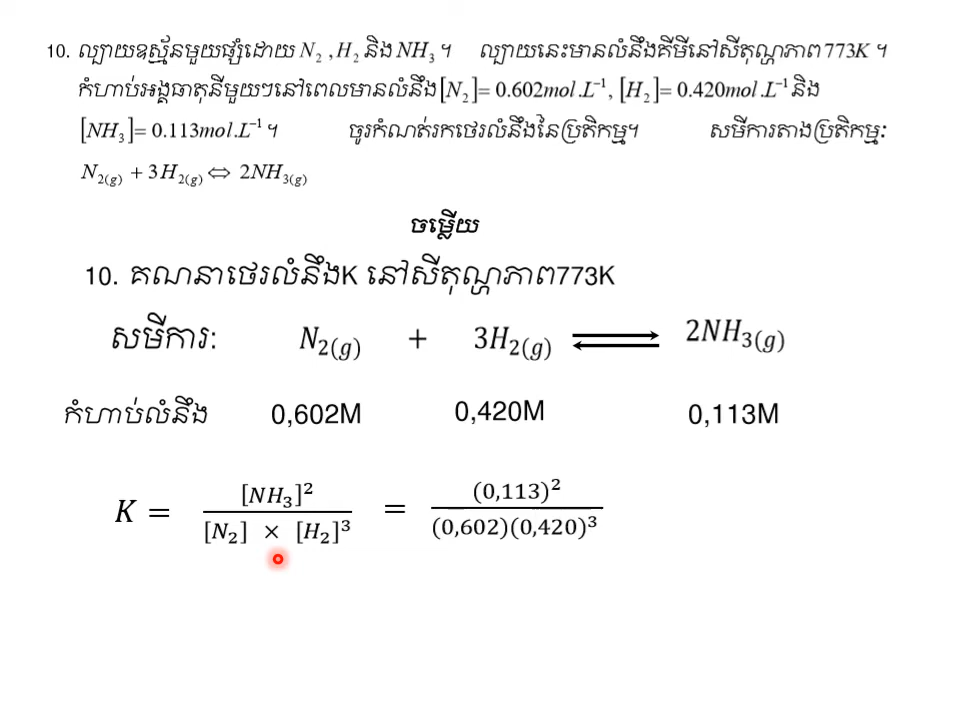 10. ល្បាយឧស្ម័នមួយផ្សំដោយ N₂ , H₂ និង NH₃ ។ ល្បាយនេះមានលំនឹងគីមីនៅសីតុណ្ហភាព 773K ។
កំហាប់អង្គធាតុនីមួយៗនៅពេលមានលំនឹង [N₂]= 0.602mol.L⁻¹, [H₂]= 0.420mol.L⁻¹ និង
[NH₃]= 0.113mol.L⁻¹ ។ ចូរកំណត់រកថេរលំនឹងនៃប្រតិកម្ម។ សមីការតាងប្រតិកម្ម:
N₂(g) + 3H₂(g) ⇔ 2NH₃(g)
ចម្លើយ
10. គណនាថេរលំនឹងK នៅសីតុណ្ហភាព773K
សមីការ: N₂(g) + 3H₂(g) ⇌ 2NH₃(g)
កំហាប់លំនឹង 0,602M 0,420M 0,113M
K = [NH₃]² / [N₂] × [H₂]³ = (0,113)² / (0,602)(0,420)³